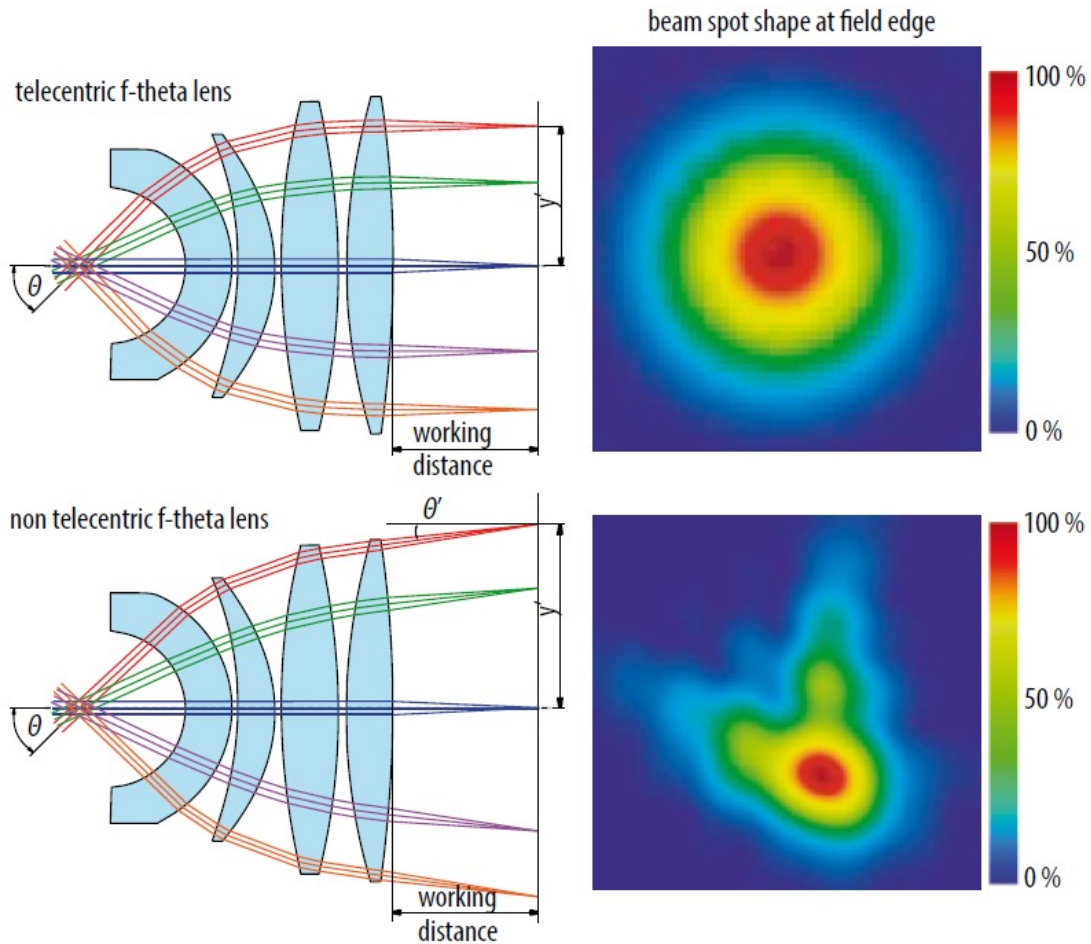 beam spot shape at field edge
telecentric f-theta lens
θ
y'
working
distance
100 %
50%
0 %
non telecentric f-theta lens
θ'
θ
y'
working
distance
100 %
50%
0 %